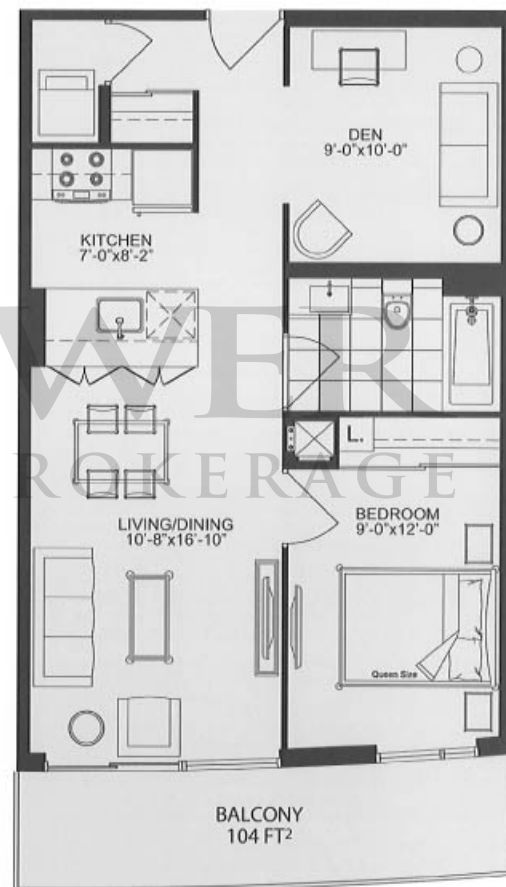 DEN
9'-0"x10'-0"
KITCHEN
7'-0"x8'-2"
WER
ROKERAGE
L.
LIVING/DINING
10'-8"x16'-10"
BEDROOM
9'-0"x12'-0"
Queen Size
BALCONY
104 FT²